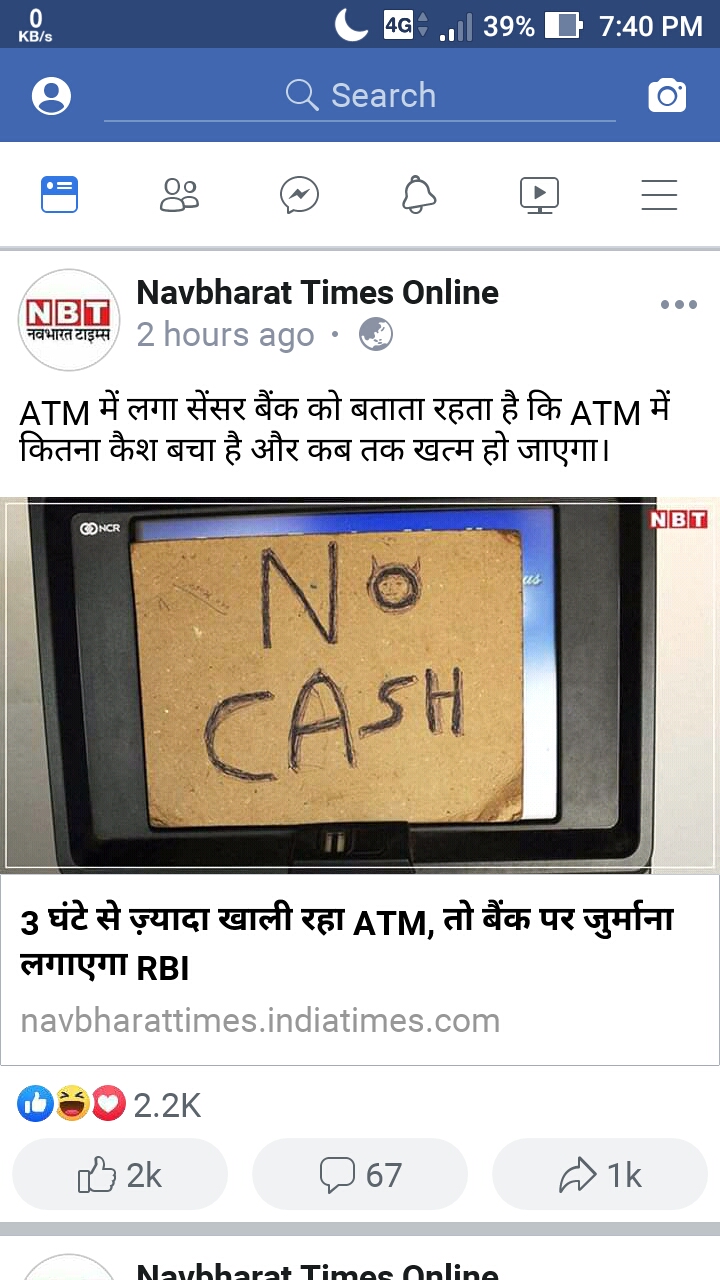 0
KB/s
4G
39%
7:40 PM
Search
NBT
नवभारत टाइम्स
Navbharat Times Online
2 hours ago ·
ATM में लगा सेंसर बैंक को बताता रहता है कि ATM में
कितना कैश बचा है और कब तक खत्म हो जाएगा।
NCR
NBT
us
NO
CASH
3 घंटे से ज़्यादा खाली रहा ATM, तो बैंक पर जुर्माना
लगाएगा RBI
navbharattimes.indiatimes.com
2.2K
2k
67
1k
Navbharat Times Online